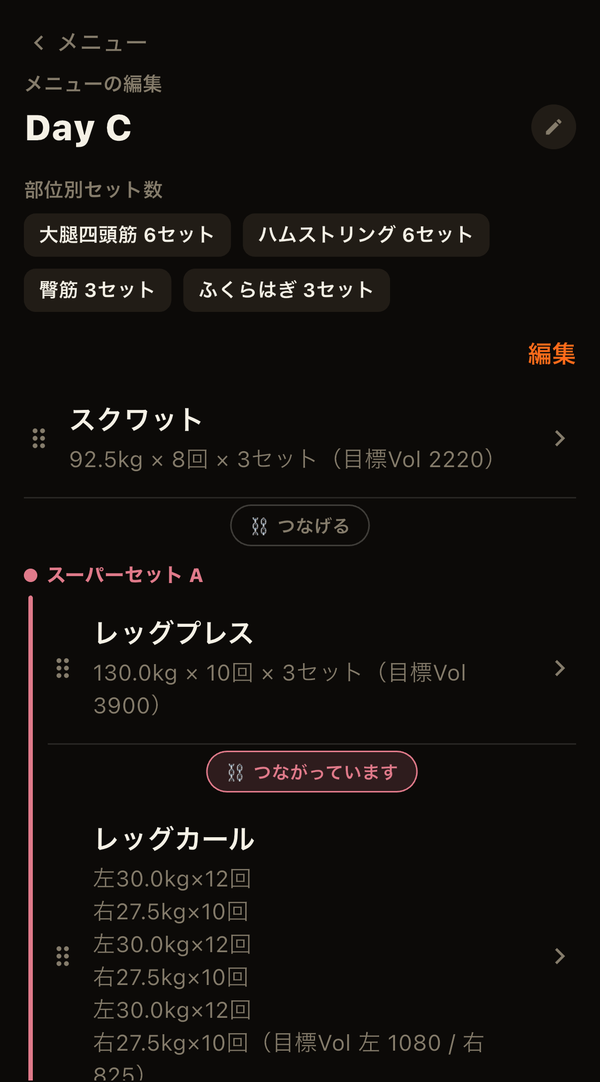 メニュー
メニューの編集
Day C
部位別セット数
大腿四頭筋 6セット
ハムストリング 6セット
臀筋 3セット
ふくらはぎ 3セット
編集
スクワット
92.5kg × 8回 × 3セット（目標Vol 2220）
つなげる
スーパーセット A
レッグプレス
130.0kg × 10回 × 3セット（目標Vol
3900）
つながっています
レッグカール
左30.0kg×12回
右27.5kg×10回
左30.0kg×12回
右27.5kg×10回
左30.0kg×12回
右27.5kg×10回（目標Vol 左 1080 / 右
825）